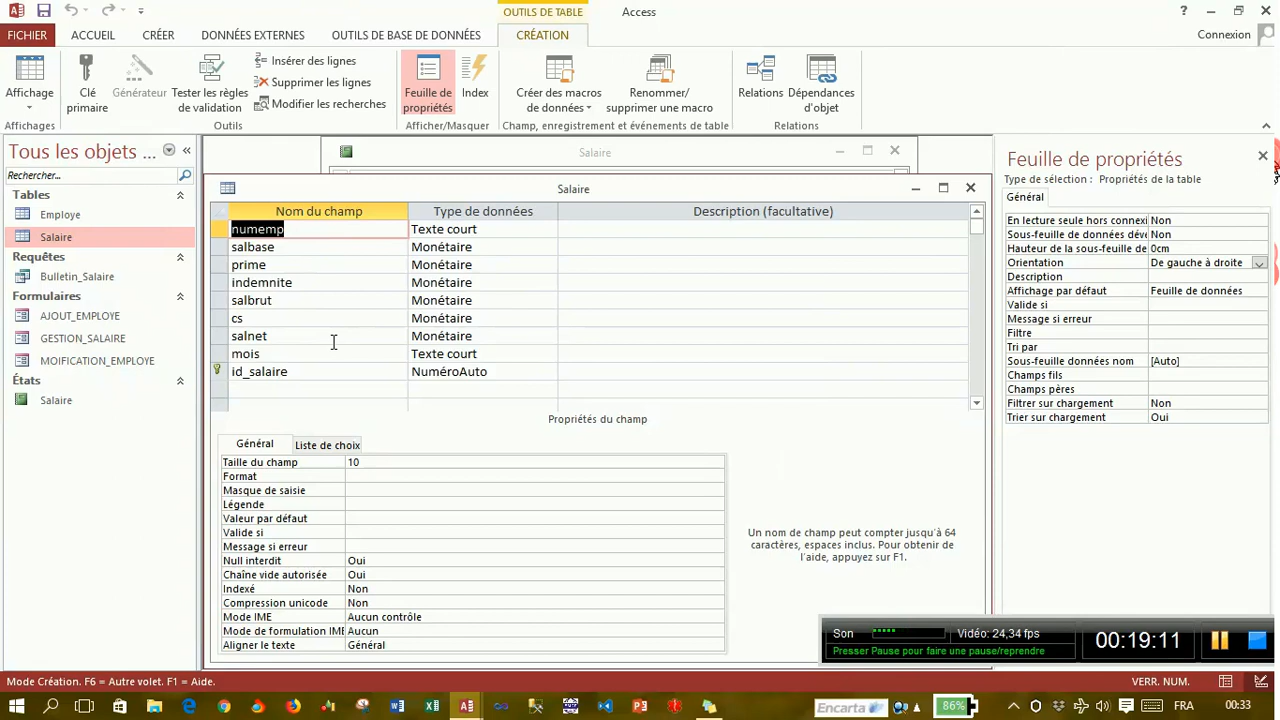 OUTILS DE TABLE
Access
? 
FICHIER
ACCUEIL
CRÉER
DONNÉES EXTERNES
OUTILS DE BASE DE DONNÉES
CRÉATION
Connexion
Affichage
Clé primaire
Générateur
Tester les règles de validation
Insérer des lignes
Supprimer les lignes
Modifier les recherches
Feuille de propriétés
Index
Créer des macros de données
Renommer/ supprimer une macro
Relations
Dépendances d'objet
Affichages
Outils
Afficher/Masquer
Champ, enregistrement et événements de table
Relations
Tous les objets ...
Rechercher...
Tables
Employe
Salaire
Requêtes
Bulletin_Salaire
Formulaires
AJOUT_EMPLOYE
GESTION_SALAIRE
MOIFICATION_EMPLOYE
États
Salaire
Salaire
Salaire
Nom du champ Type de données Description (facultative)
numemp Texte court
salbase Monétaire
prime Monétaire
indemnite Monétaire
salbrut Monétaire
cs Monétaire
salnet Monétaire
mois Texte court
id_salaire NuméroAuto
Propriétés du champ
Général Liste de choix
Taille du champ 10
Format
Masque de saisie
Légende
Valeur par défaut
Valide si
Message si erreur
Null interdit Oui
Chaîne vide autorisée Oui
Indexé Non
Compression unicode Non
Mode IME Aucun contrôle
Mode de formulation IME Aucun
Aligner le texte Général
Un nom de champ peut compter jusqu'à 64
caractères, espaces inclus. Pour obtenir de
l'aide, appuyez sur F1.
Feuille de propriétés
Type de sélection : Propriétés de la table
Général
En lecture seule hors connexi Non
Sous-feuille de données déve Non
Hauteur de la sous-feuille de 0cm
Orientation De gauche à droite
Description
Affichage par défaut Feuille de données
Valide si
Message si erreur
Filtre
Tri par
Sous-feuille données nom [Auto]
Champs fils
Champs pères
Filtrer sur chargement Non
Trier sur chargement Oui
Son
Vidéo: 24,34 fps
Presser Pause pour faire une pause/reprendre
00:19:11
Mode Création. F6 = Autre volet. F1 = Aide.
VERR. NUM.
Encarta
86%
FRA
00:33